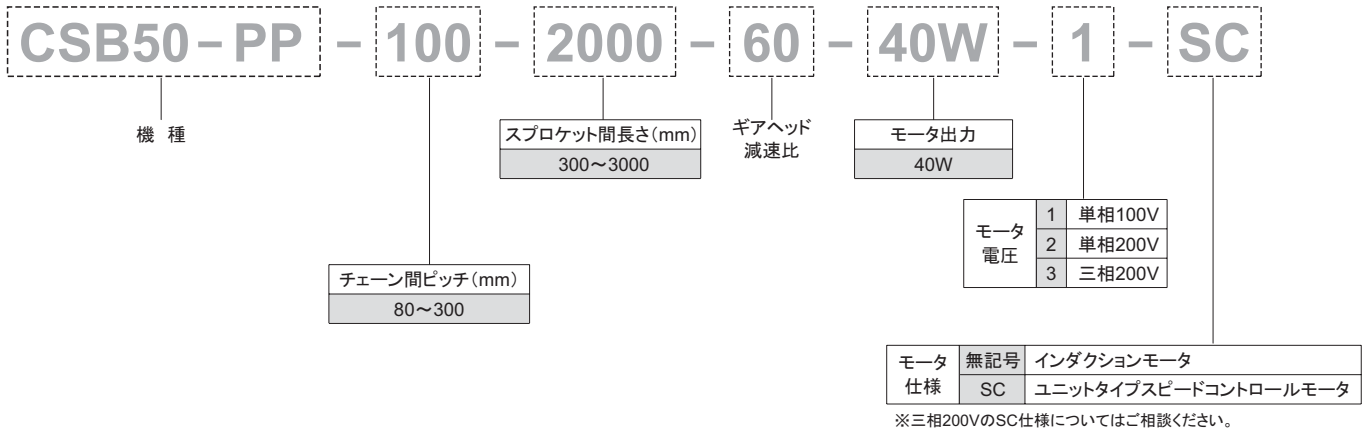 CSB50-PP - 100 - 2000 - 60 - 40W - 1 - SC
機 種
スプロケット間長さ(mm)
300〜3000
ギアヘッド
減速比
モータ出力
40W
モータ
電圧
1 単相100V
2 単相200V
3 三相200V
チェーン間ピッチ(mm)
80〜300
モータ
仕様
無記号 インダクションモータ
SC ユニットタイプスピードコントロールモータ
※三相200VのSC仕様についてはご相談ください。